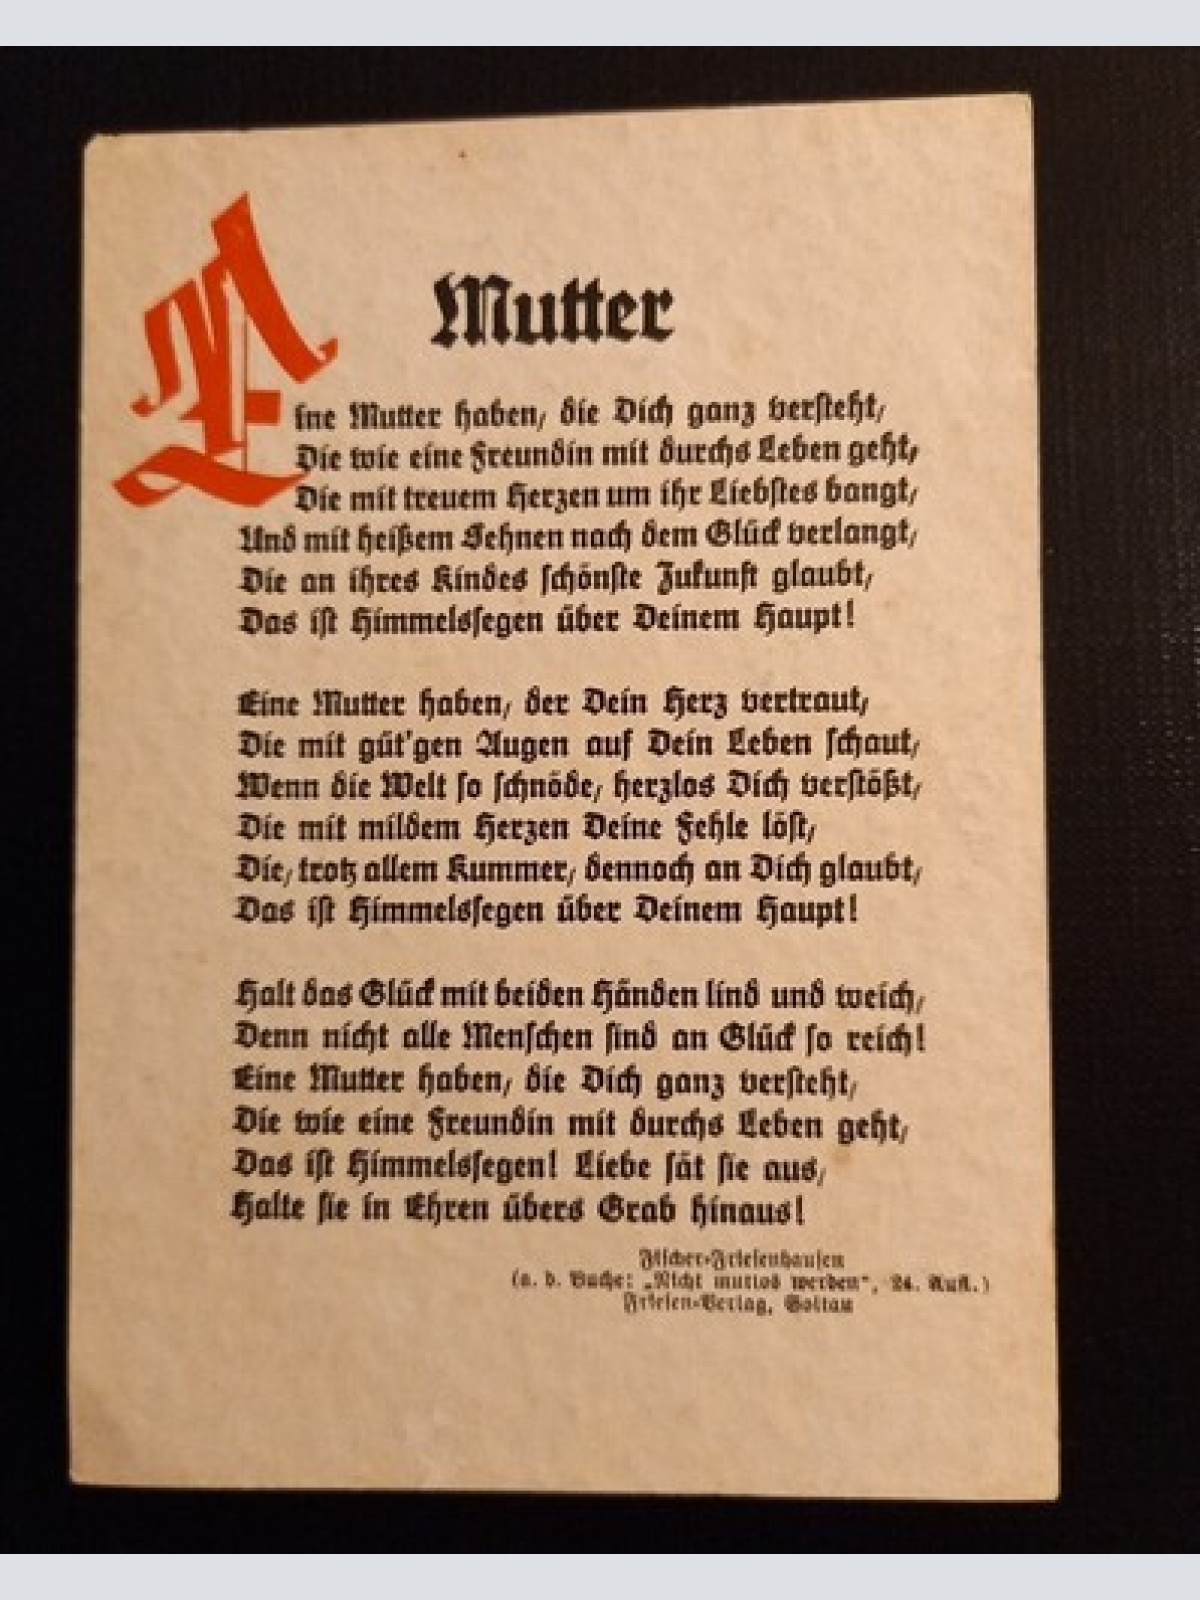 Mutter
Eine Mutter haben, die Dich ganz versteht,
Die wie eine Freundin mit durchs Leben geht,
Die mit treuem Herzen um ihr Liebstes bangt,
Und mit heißem Sehnen nach dem Glück verlangt,
Die an ihres Kindes schönste Zukunft glaubt,
Das ist Himmelssegen über Deinem Haupt!
Eine Mutter haben, der Dein Herz vertraut,
Die mit güt'gen Augen auf Dein Leben schaut,
Wenn die Welt so schnöde, herzlos Dich verstößt,
Die mit mildem Herzen Deine Fehle löst,
Die, trotz allem Kummer, dennoch an Dich glaubt,
Das ist Himmelssegen über Deinem Haupt!
Halt das Glück mit beiden Händen lind und weich,
Denn nicht alle Menschen sind an Glück so reich!
Eine Mutter haben, die Dich ganz versteht,
Die wie eine Freundin mit durchs Leben geht,
Das ist Himmelssegen! Liebe sät sie aus,
Halte sie in Ehren übers Grab hinaus!
Fischer-Friesenhausen
(a. d. Buche: „Nicht mutlos werden", 24. Aufl.)
Friesen-Verlag, Soltau